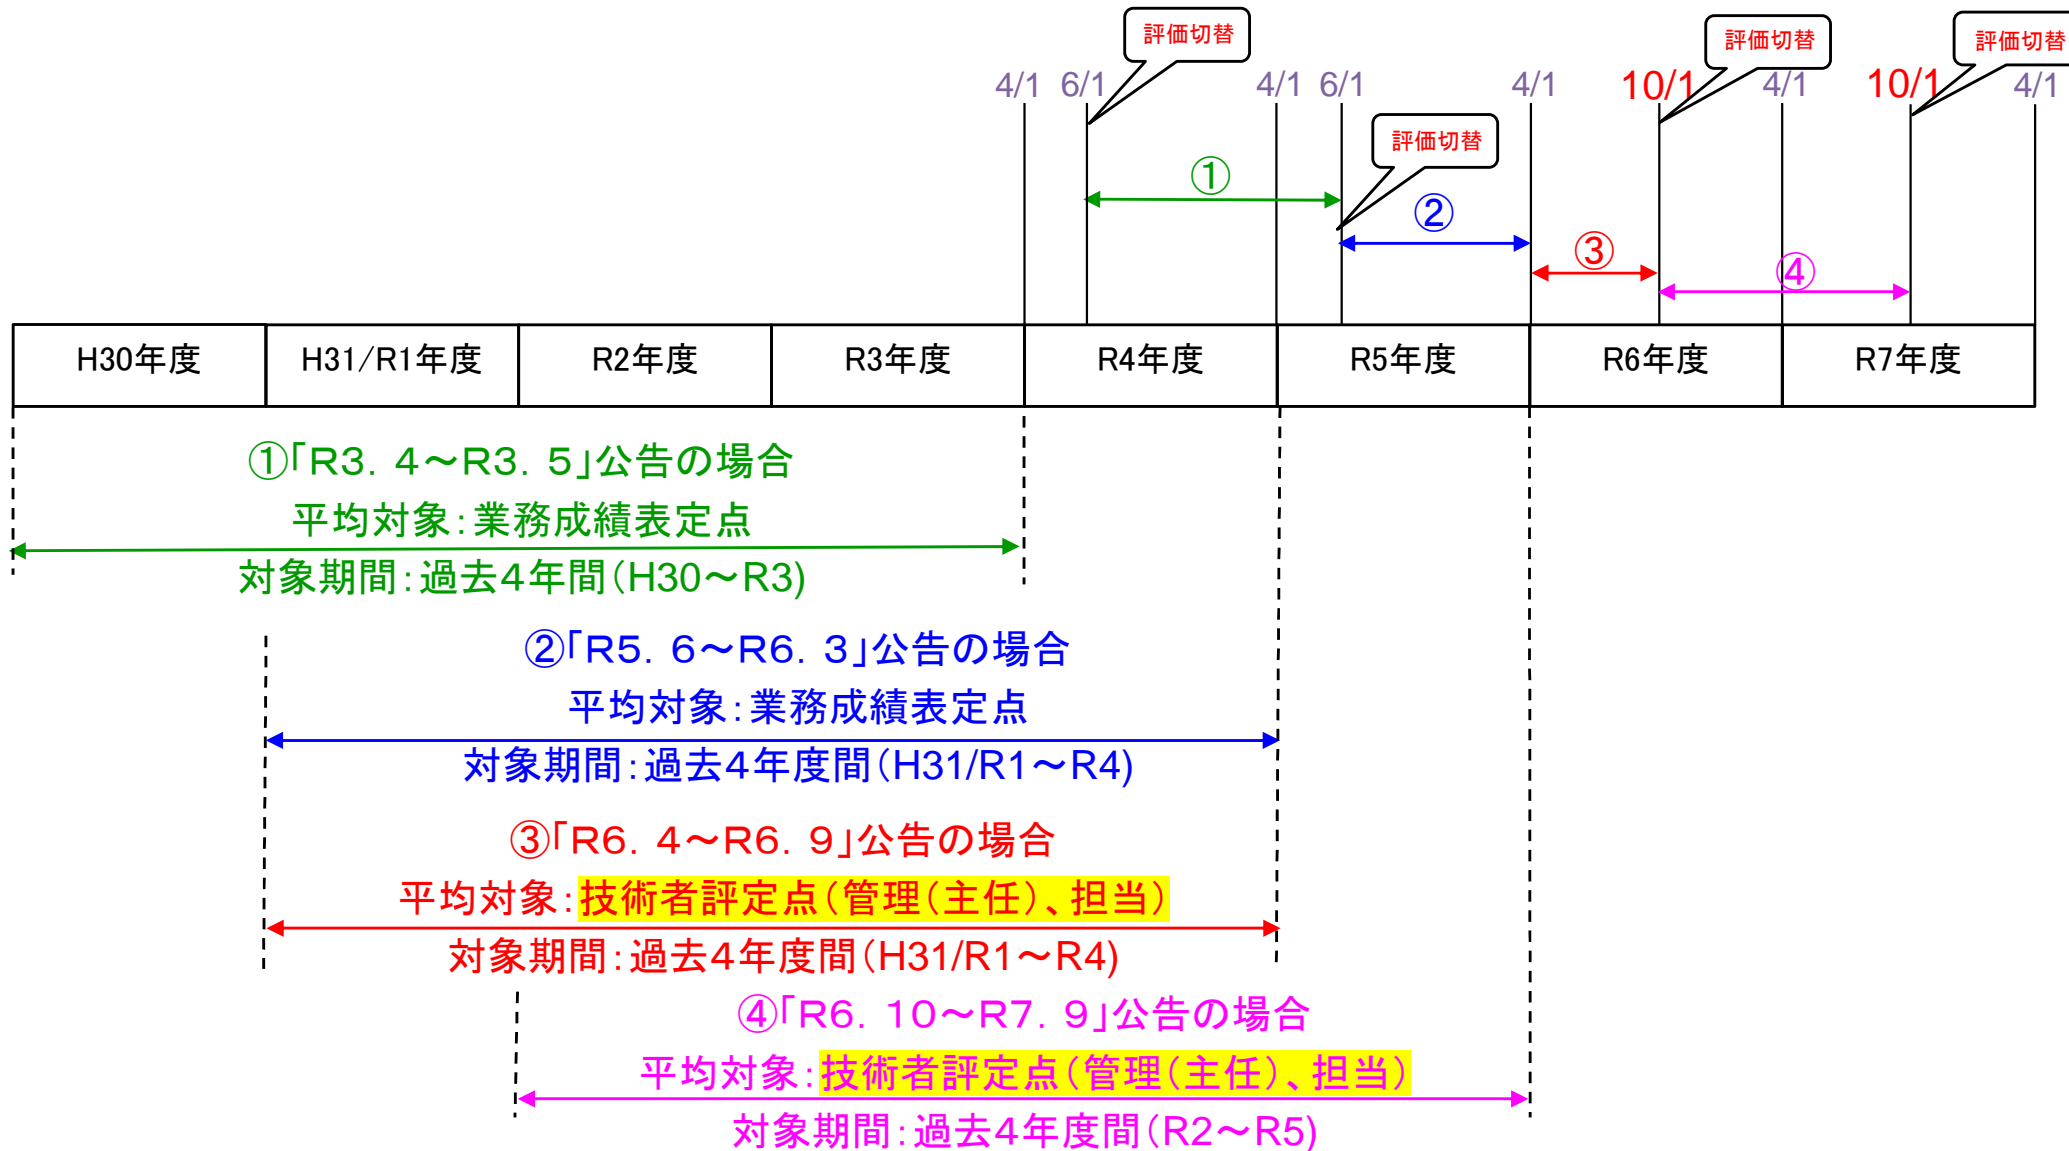 評価切替
評価切替
評価切替
4/1 6/1 4/1 6/1 4/1 10/1 4/1 10/1 4/1
評価切替
①
②
③
④
H30年度 H31/R1年度 R2年度 R3年度 R4年度 R5年度 R6年度 R7年度
①「R3．4～R3．5」公告の場合
平均対象：業務成績表定点
対象期間：過去4年間（H30～R3)
②「R5．6～R6．3」公告の場合
平均対象：業務成績表定点
対象期間：過去4年度間（H31/R1～R4)
③「R6．4～R6．9」公告の場合
平均対象：技術者評定点（管理（主任）、担当）
対象期間：過去4年度間（H31/R1～R4)
④「R6．10～R7．9」公告の場合
平均対象：技術者評定点（管理（主任）、担当）
対象期間：過去4年度間（R2～R5)